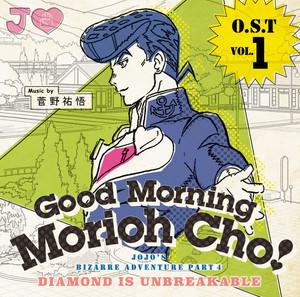 J♥
O.S.T
VOL.1
Music by
菅野祐悟
Good Morning
Morioh Cho!
JOJO'S
BIZARRE ADVENTURE PART 4
DIAMOND IS UNBREAKABLE